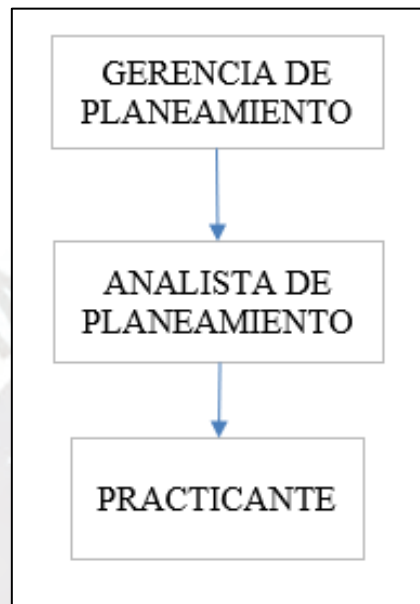 GERENCIA DE
PLANEAMIENTO
ANALISTA DE
PLANEAMIENTO
PRACTICANTE